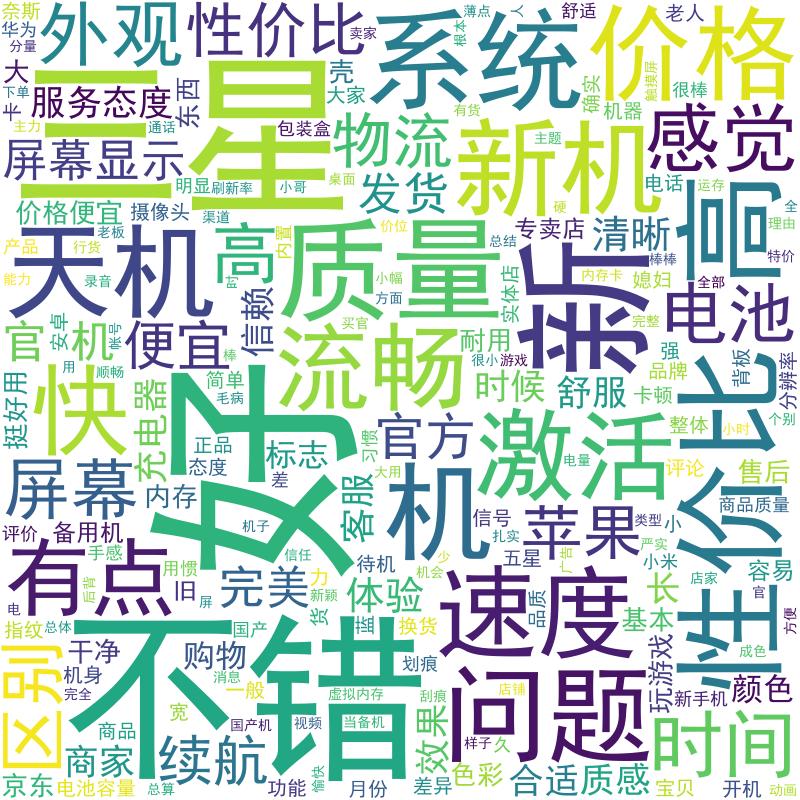 奈斯
外观
性价比
卖家
系统
薄点
人
舒适
老人
价格
华为
分量
根本
大
下单
卡
服务态度
东西
壳
大家
三星
有货
确实
触摸屏
很棒
机器
感觉
主力
通话
包装盒
物流
新机
主题
屏幕显示
明显
刷新率
小哥
桌面
发货
硬
电话
运存
高
全
理由
价格便宜
摄像头
渠道
内置
价位
专卖店
清晰
产品
行货
老板
天机
高
质量
总结
新
棒棒
特价
能力
录音
时
小幅
方面
实体店
内存卡
媳妇
全部
电池
官
机
安卓
帐号
便宜
信赖
买官
流畅
耐用
完整
很小
游戏
强
品牌
背板
分辨率
用
顺畅
棒
挺好用
快
充电器
简单
毛病
好
时候
舒服
卡顿
性价比
个别
正品
态度
标志
习惯
官方
激活
整体
小时
屏幕
内存
差
大用
电量
评论
售后
客服
机
商品质量
评价
备用机
机子
信号
苹果
类型
小
手感
信任
扎实
严实
有点
用惯
完美
待机
少
五星
广告
小米
容易
店家
后背
旧
力
新颖
机会
电
屏
货
体验
速度
品质
长
官
指纹
总体
国产
蓝
换货
基本
方便
区别
干净
购物
不错
划痕
问题
玩游戏
成色
机身
完全
消息
一般
虚拟内存
刮痕
店铺
新手机
颜色
商品
宽
国产机
视频
当备机
效果
样子
久
时间
商家
续航
京东
电池容量
总算
功能
愉快
月份
差异
色彩
合适
质感
宝贝
开机
动画